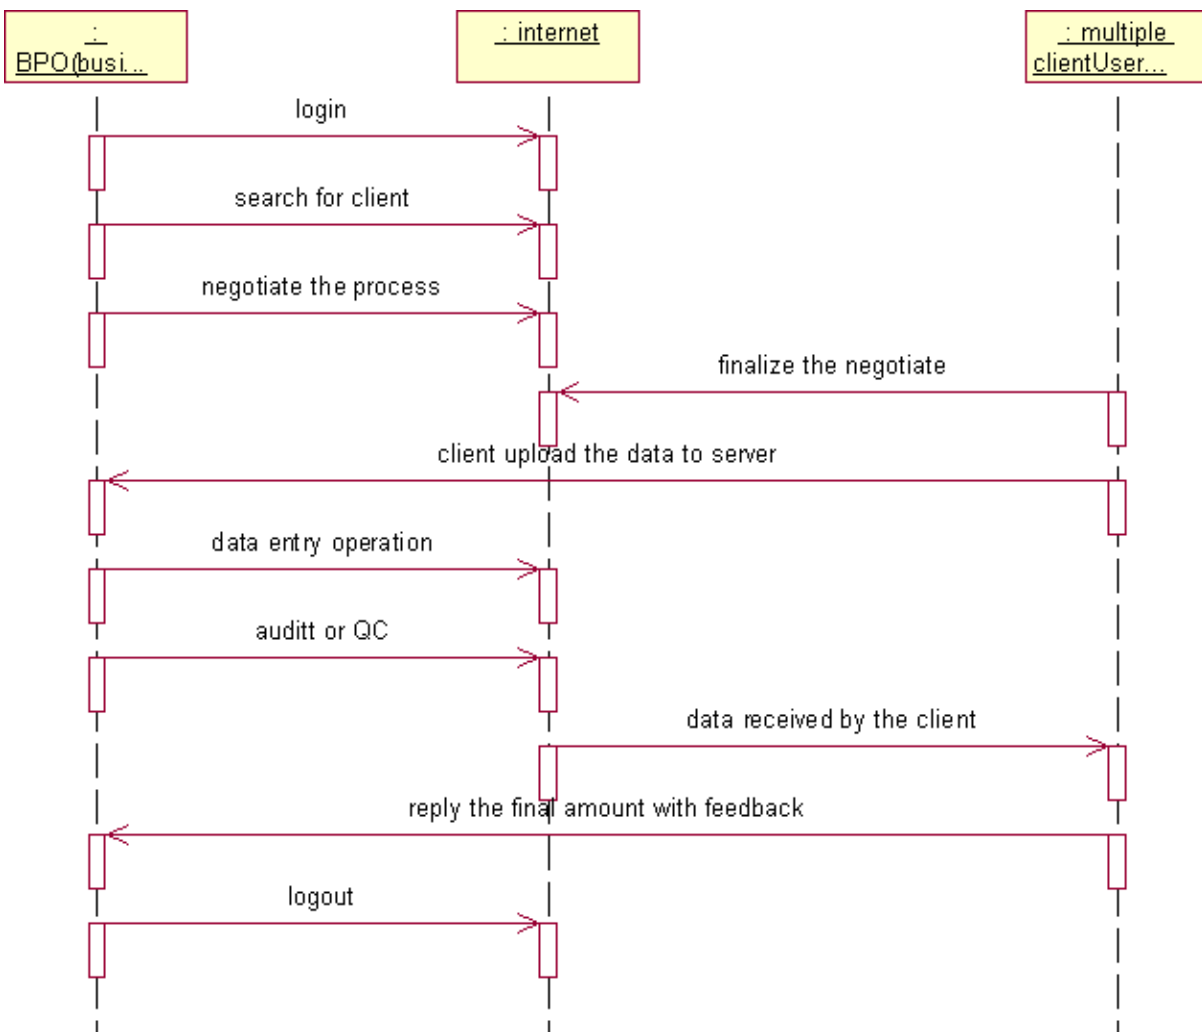 :
BPO(busi...
: internet
: multiple
clientUser...
login
search for client
negotiate the process
finalize the negotiate
client upload the data to server
data entry operation
auditt or QC
data received by the client
reply the final amount with feedback
logout